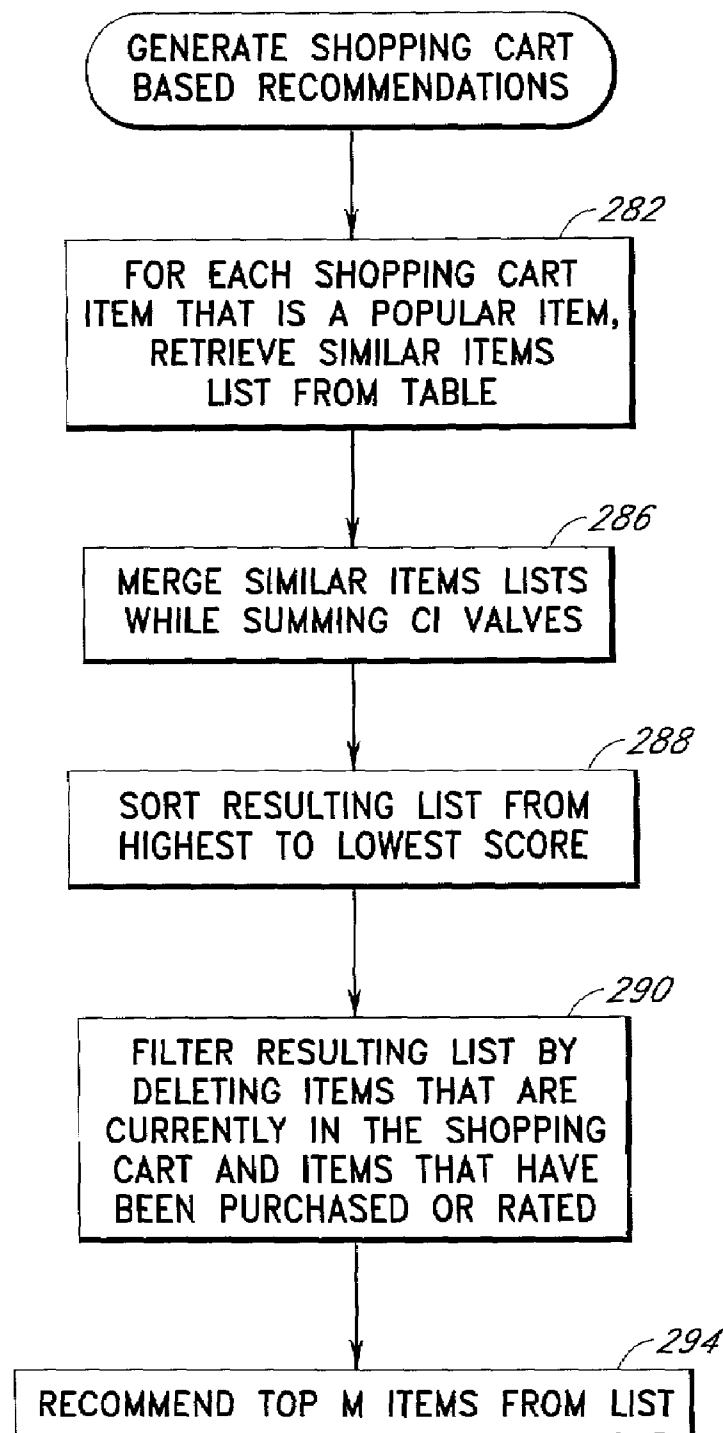 GENERATE SHOPPING CART
BASED RECOMMENDATIONS
282
FOR EACH SHOPPING CART
ITEM THAT IS A POPULAR ITEM,
RETRIEVE SIMILAR ITEMS
LIST FROM TABLE
286
MERGE SIMILAR ITEMS LISTS
WHILE SUMMING CI VALVES
288
SORT RESULTING LIST FROM
HIGHEST TO LOWEST SCORE
290
FILTER RESULTING LIST BY
DELETING ITEMS THAT ARE
CURRENTLY IN THE SHOPPING
CART AND ITEMS THAT HAVE
BEEN PURCHASED OR RATED
294
RECOMMEND TOP M ITEMS FROM LIST